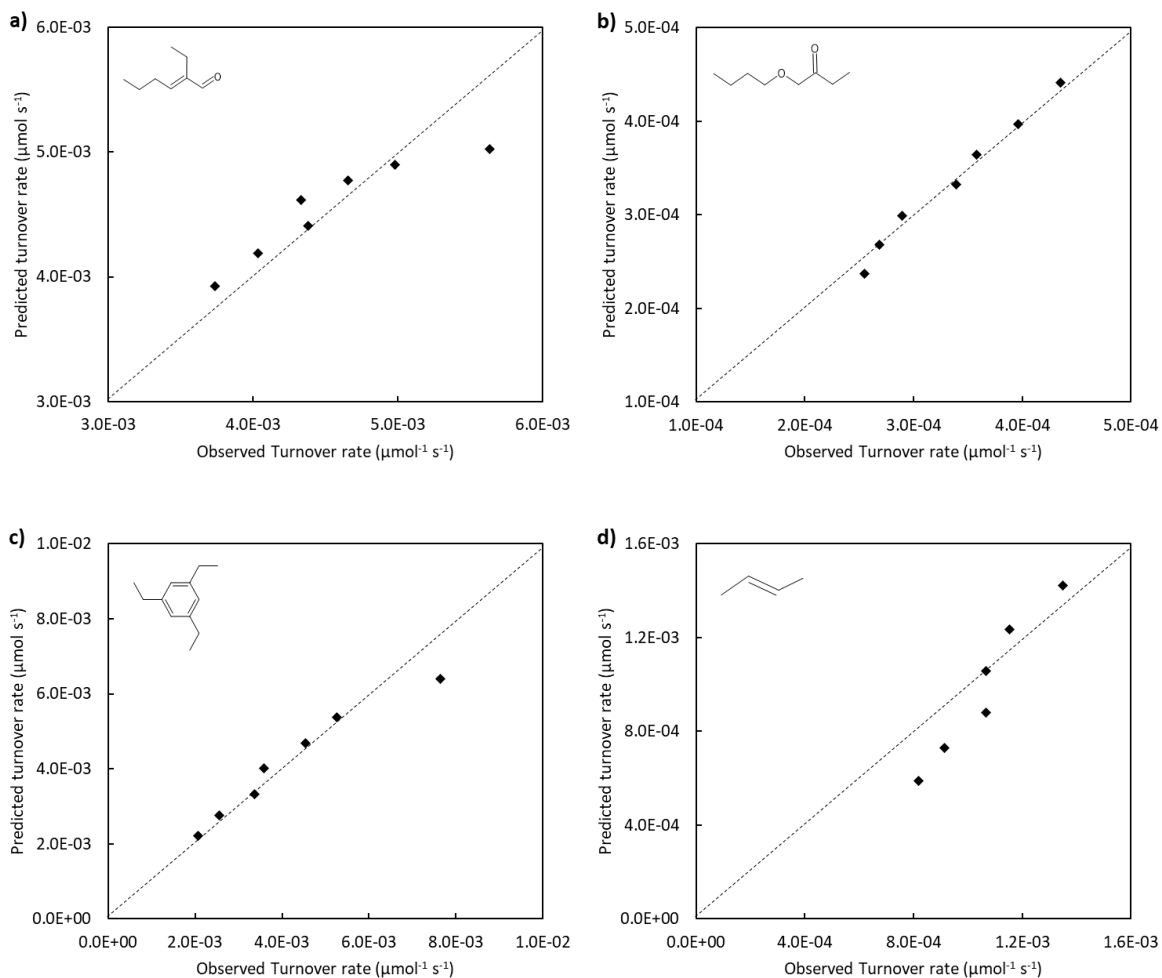 a)
6.0E-03
5.0E-03
4.0E-03
3.0E-03
Predicted turnover rate (µmol s⁻¹)
O
3.0E-03 4.0E-03 5.0E-03 6.0E-03
Observed Turnover rate (µmol⁻¹ s⁻¹)
b)
5.0E-04
4.0E-04
3.0E-04
2.0E-04
1.0E-04
Predicted turnover rate (µmol s⁻¹)
O
O
1.0E-04 2.0E-04 3.0E-04 4.0E-04 5.0E-04
Observed Turnover rate (µmol⁻¹ s⁻¹)
c)
1.0E-02
8.0E-03
6.0E-03
4.0E-03
2.0E-03
0.0E+00
Predicted turnover rate (µmol s⁻¹)
0.0E+00 2.0E-03 4.0E-03 6.0E-03 8.0E-03 1.0E-02
Observed Turnover rate (µmol⁻¹ s⁻¹)
d)
1.6E-03
1.2E-03
8.0E-04
4.0E-04
0.0E+00
Predicted turnover rate (µmol s⁻¹)
0.0E+00 4.0E-04 8.0E-04 1.2E-03 1.6E-03
Observed Turnover rate (µmol⁻¹ s⁻¹)